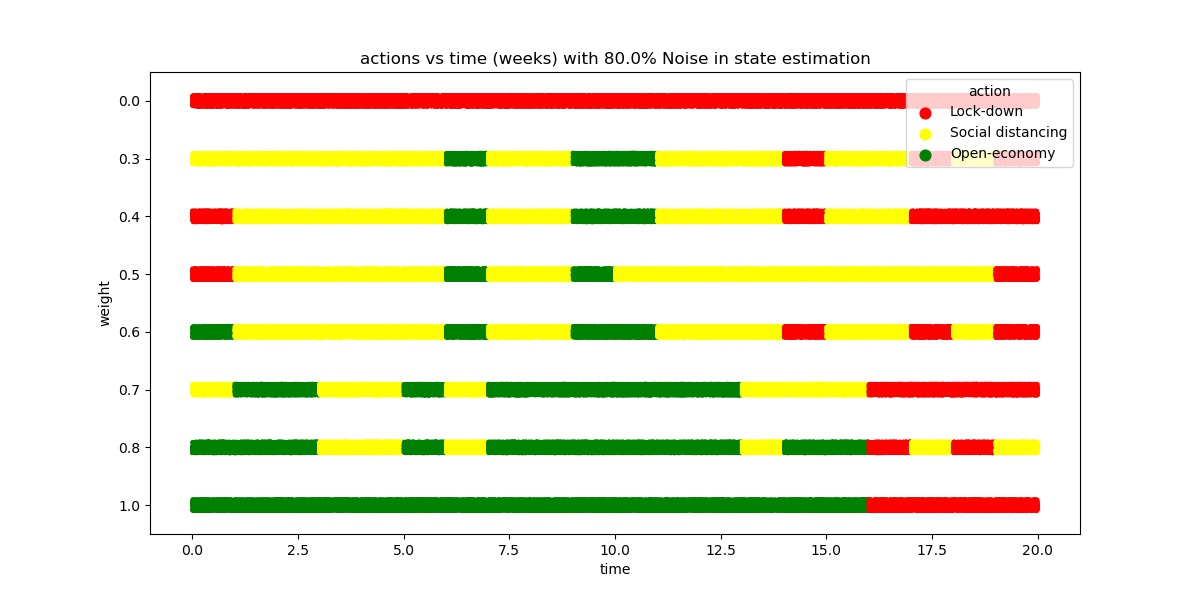 actions vs time (weeks) with 80.0% Noise in state estimation
action
Lock-down
Social distancing
Open-economy
weight
0.0
0.3
0.4
0.5
0.6
0.7
0.8
1.0
0.0 2.5 5.0 7.5 10.0 12.5 15.0 17.5 20.0
time